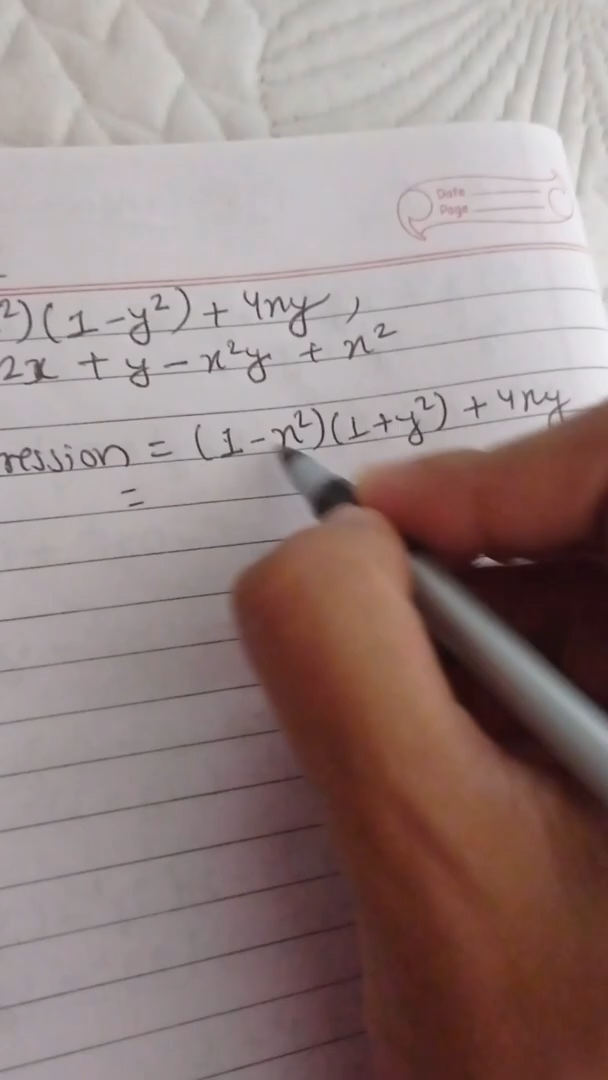 Date
Page
²)(1-y²) + 4xy,
2x + y - x²y + x²
ression = (1-x²)(1+y²) + 4xy
=